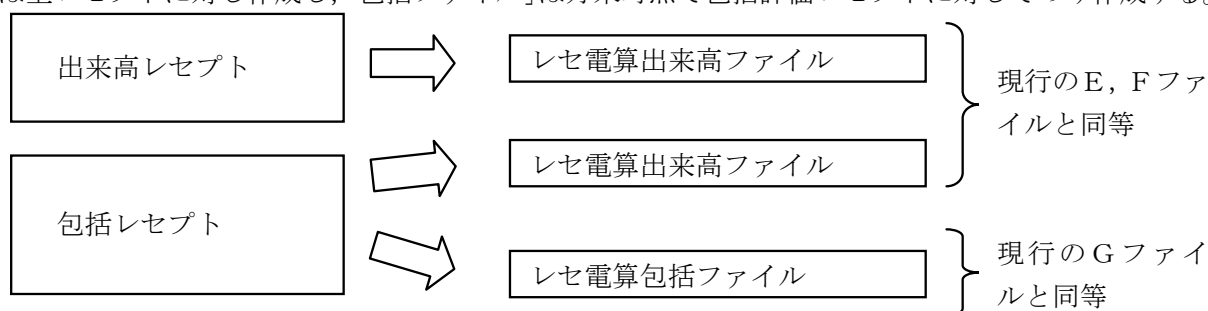 出来高レセプト
レセ電算出来高ファイル
現行のE,Fファ
イルと同等
レセ電算出来高ファイル
包括レセプト
レセ電算包括ファイル
現行のGファイ
ルと同等